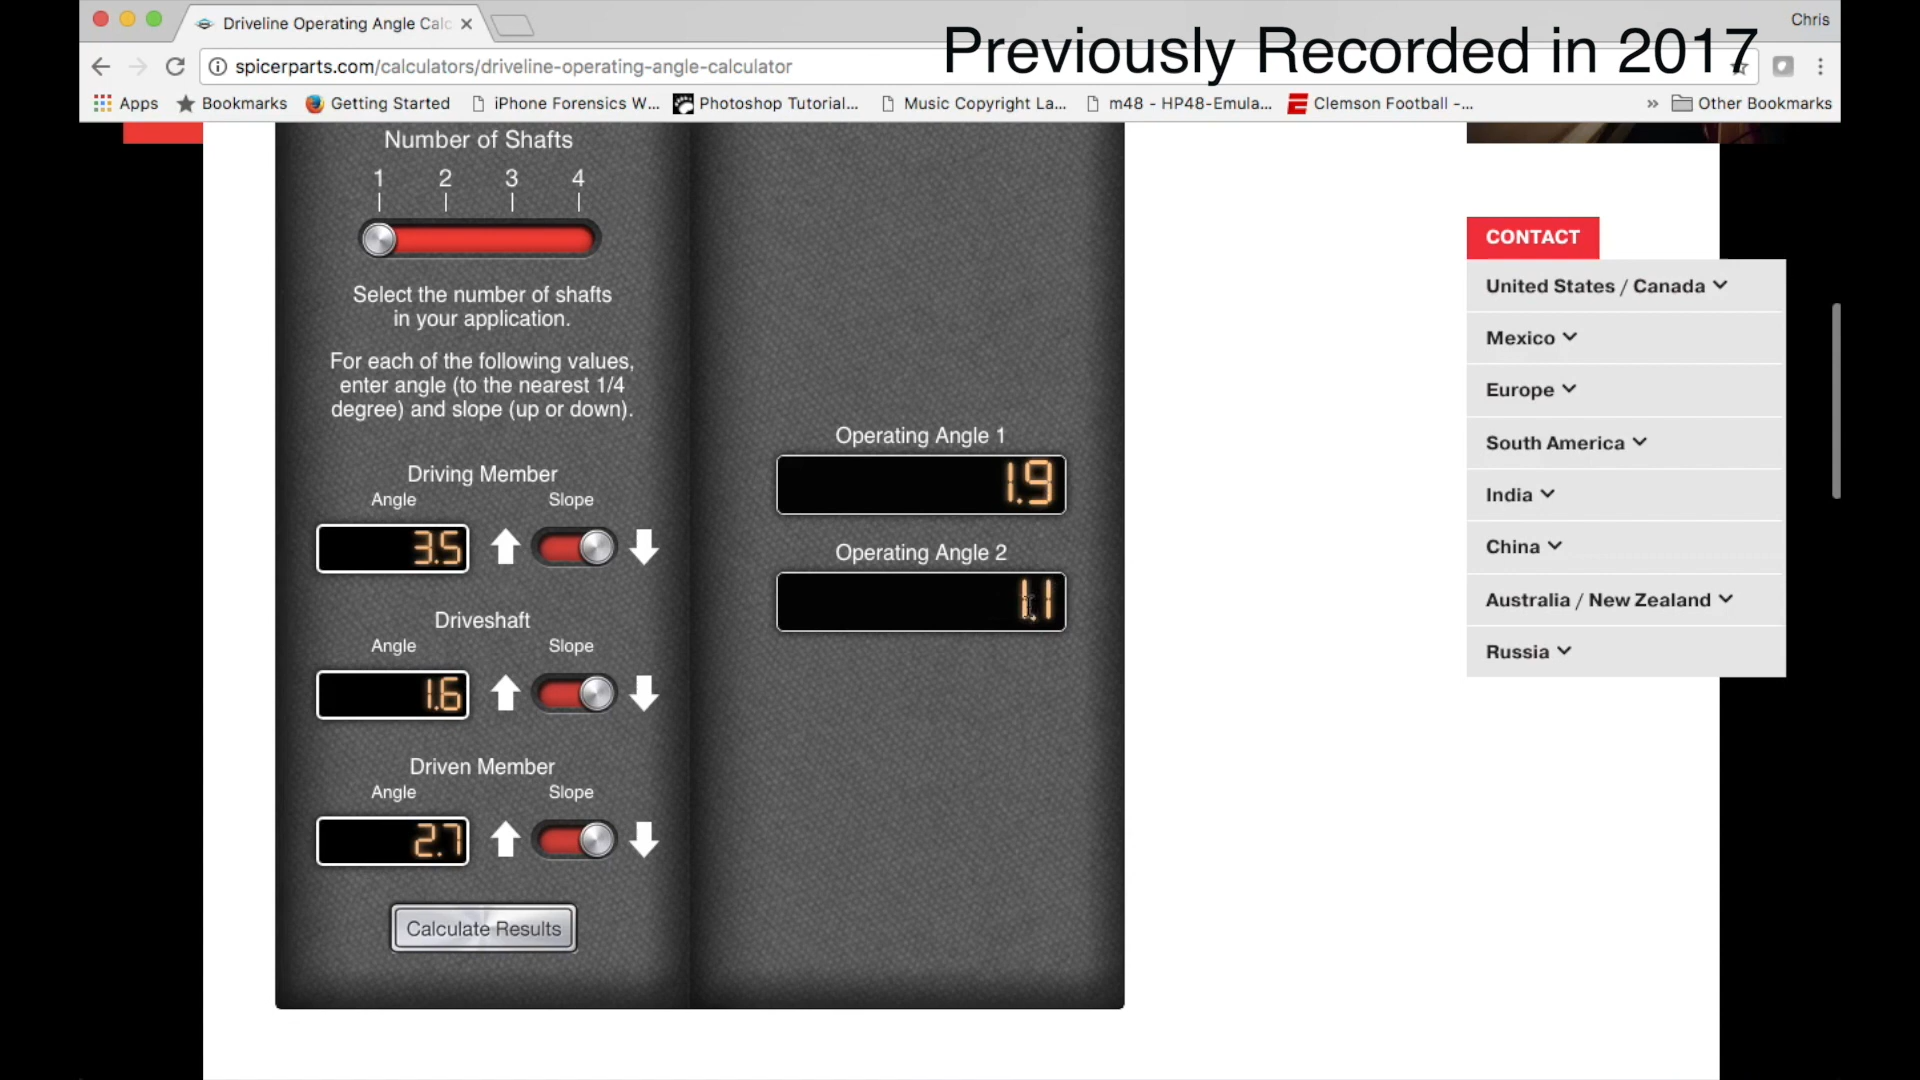 Driveline Operating Angle Calc
Chris
Previously Recorded in 2017
spicerparts.com/calculators/driveline-operating-angle-calculator
Apps
Bookmarks
Getting Started
iPhone Forensics W...
Photoshop Tutorial...
Music Copyright La...
m48 - HP48-Emula...
Clemson Football -...
»
Other Bookmarks
Number of Shafts
1 2 3 4
Select the number of shafts
in your application.
For each of the following values,
enter angle (to the nearest 1/4
degree) and slope (up or down).
Driving Member
Angle Slope
3.5
Driveshaft
Angle Slope
1.6
Driven Member
Angle Slope
2.7
Calculate Results
Operating Angle 1
1.9
Operating Angle 2
1.1
CONTACT
United States / Canada
Mexico
Europe
South America
India
China
Australia / New Zealand
Russia